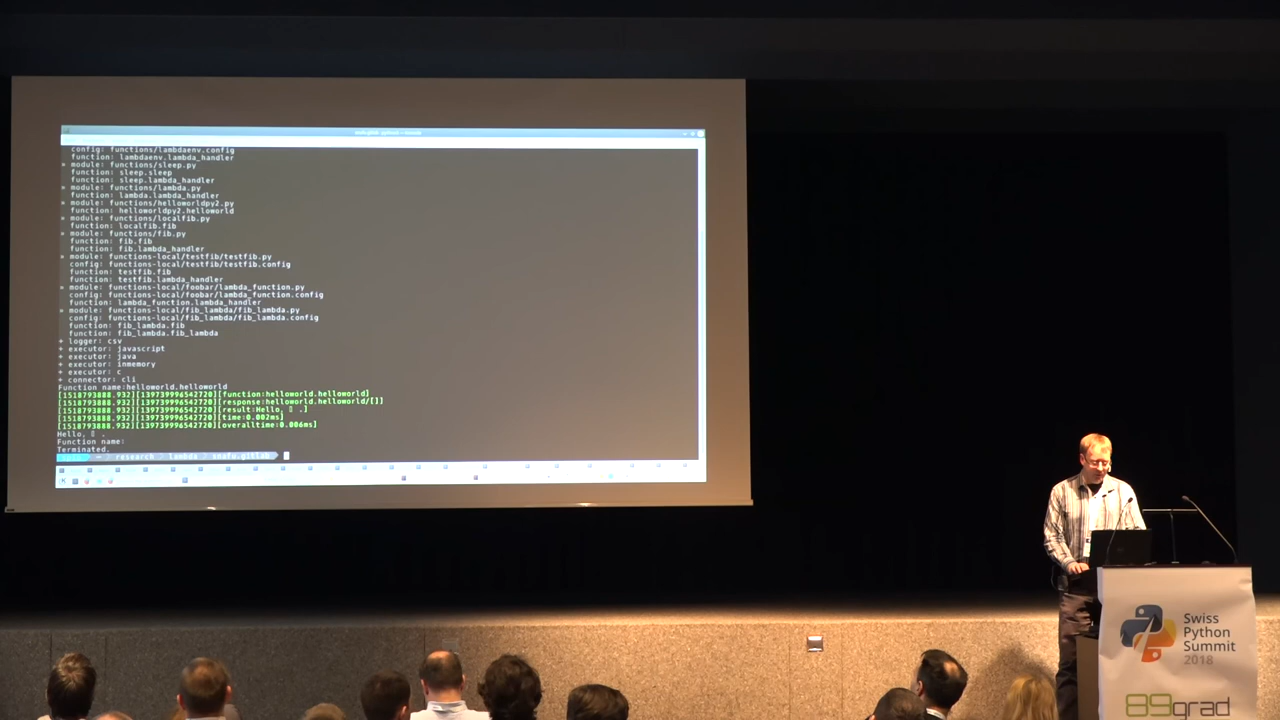 config: functions/lambdaenv.config
function: lambdaenv.lambda_handler
» module: functions/sleep.py
function: sleep.sleep
function: sleep.lambda_handler
» module: functions/lambda.py
function: lambda.lambda_handler
» module: functions/helloworldpy2.py
function: helloworldpy2.helloworld
» module: functions/localfib.py
function: localfib.fib
» module: functions/fib.py
function: fib.fib
function: fib.lambda_handler
» module: functions-local/testfib/testfib.py
config: functions-local/testfib/testfib.config
function: testfib.fib
function: testfib.lambda_handler
» module: functions-local/foobar/lambda_function.py
config: functions-local/foobar/lambda_function.config
function: lambda_function.lambda_handler
» module: functions-local/fib_lambda/fib_lambda.py
config: functions-local/fib_lambda/fib_lambda.config
function: fib_lambda.fib
function: fib_lambda.fib_lambda
+ logger: csv
+ executor: javascript
+ executor: java
+ executor: inmemory
+ executor: c
+ connector: cli
Function name:helloworld.helloworld
[1518793888.932][139739996542720][function:helloworld.helloworld]
[1518793888.932][139739996542720][response:helloworld.helloworld/[]]
[1518793888.932][139739996542720][result:Hello, .]
[1518793888.932][139739996542720][time:0.002ms]
[1518793888.932][139739996542720][overalltime:0.006ms]
Hello, .
Function name:
Terminated.
~ research lambda snafu.gitlab
Swiss
Python
Summit
2018
89grad